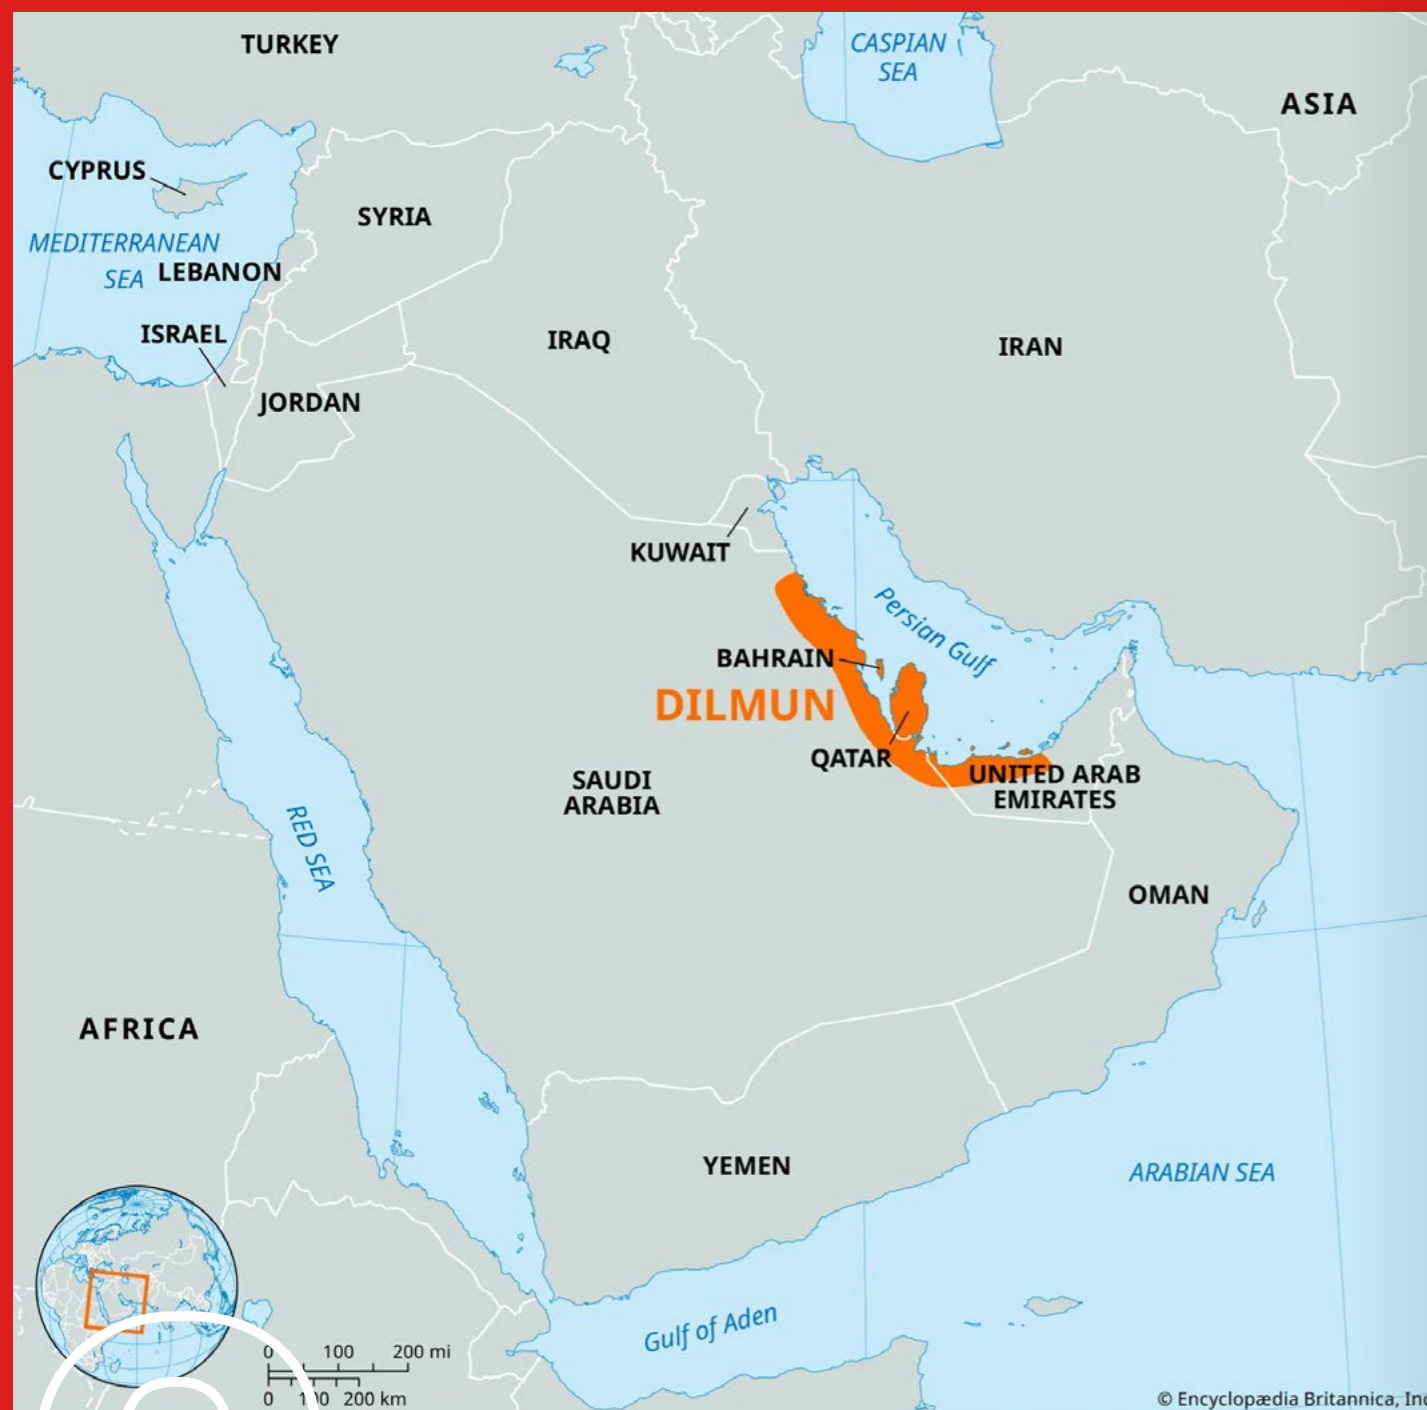 TURKEY
CASPIAN
SEA
ASIA
CYPRUS
SYRIA
MEDITERRANEAN
SEA
LEBANON
ISRAEL
IRAQ
IRAN
JORDAN
KUWAIT
Persian Gulf
BAHRAIN
DILMUN
QATAR
SAUDI
ARABIA
UNITED ARAB
EMIRATES
RED SEA
OMAN
AFRICA
YEMEN
ARABIAN SEA
Gulf of Aden
0 100 200 mi
0 100 200 km
© Encyclopædia Britannica, Inc